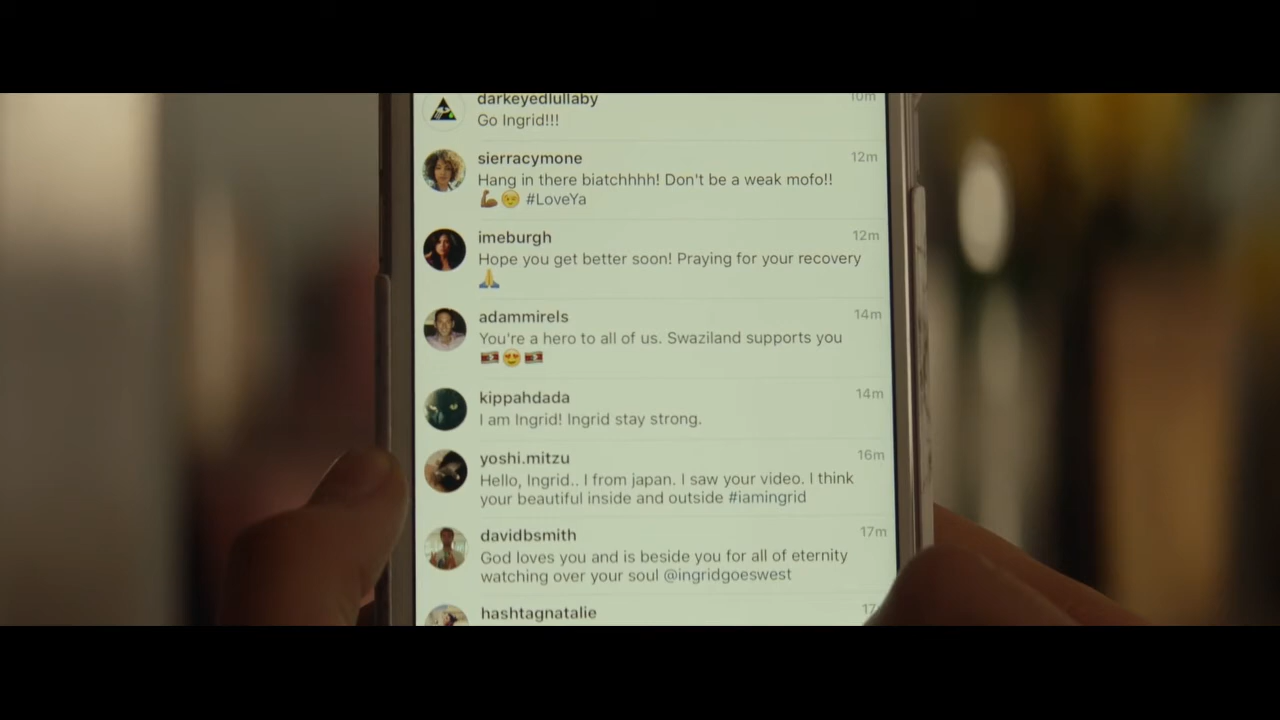 darkeyedlullaby 10m
Go Ingrid!!!
sierracymone 12m
Hang in there biatchhhh! Don't be a weak mofo!!
💪🏾🤕 #LoveYa
imeburgh 12m
Hope you get better soon! Praying for your recovery
🙏
adammirels 14m
You're a hero to all of us. Swaziland supports you
🇸🇿😍🇸🇿
kippahdada 14m
I am Ingrid! Ingrid stay strong.
yoshi.mitzu 16m
Hello, Ingrid.. I from japan. I saw your video. I think
your beautiful inside and outside #iamingrid
davidbsmith 17m
God loves you and is beside you for all of eternity
watching over your soul @ingridgoeswest
hashtagnatalie